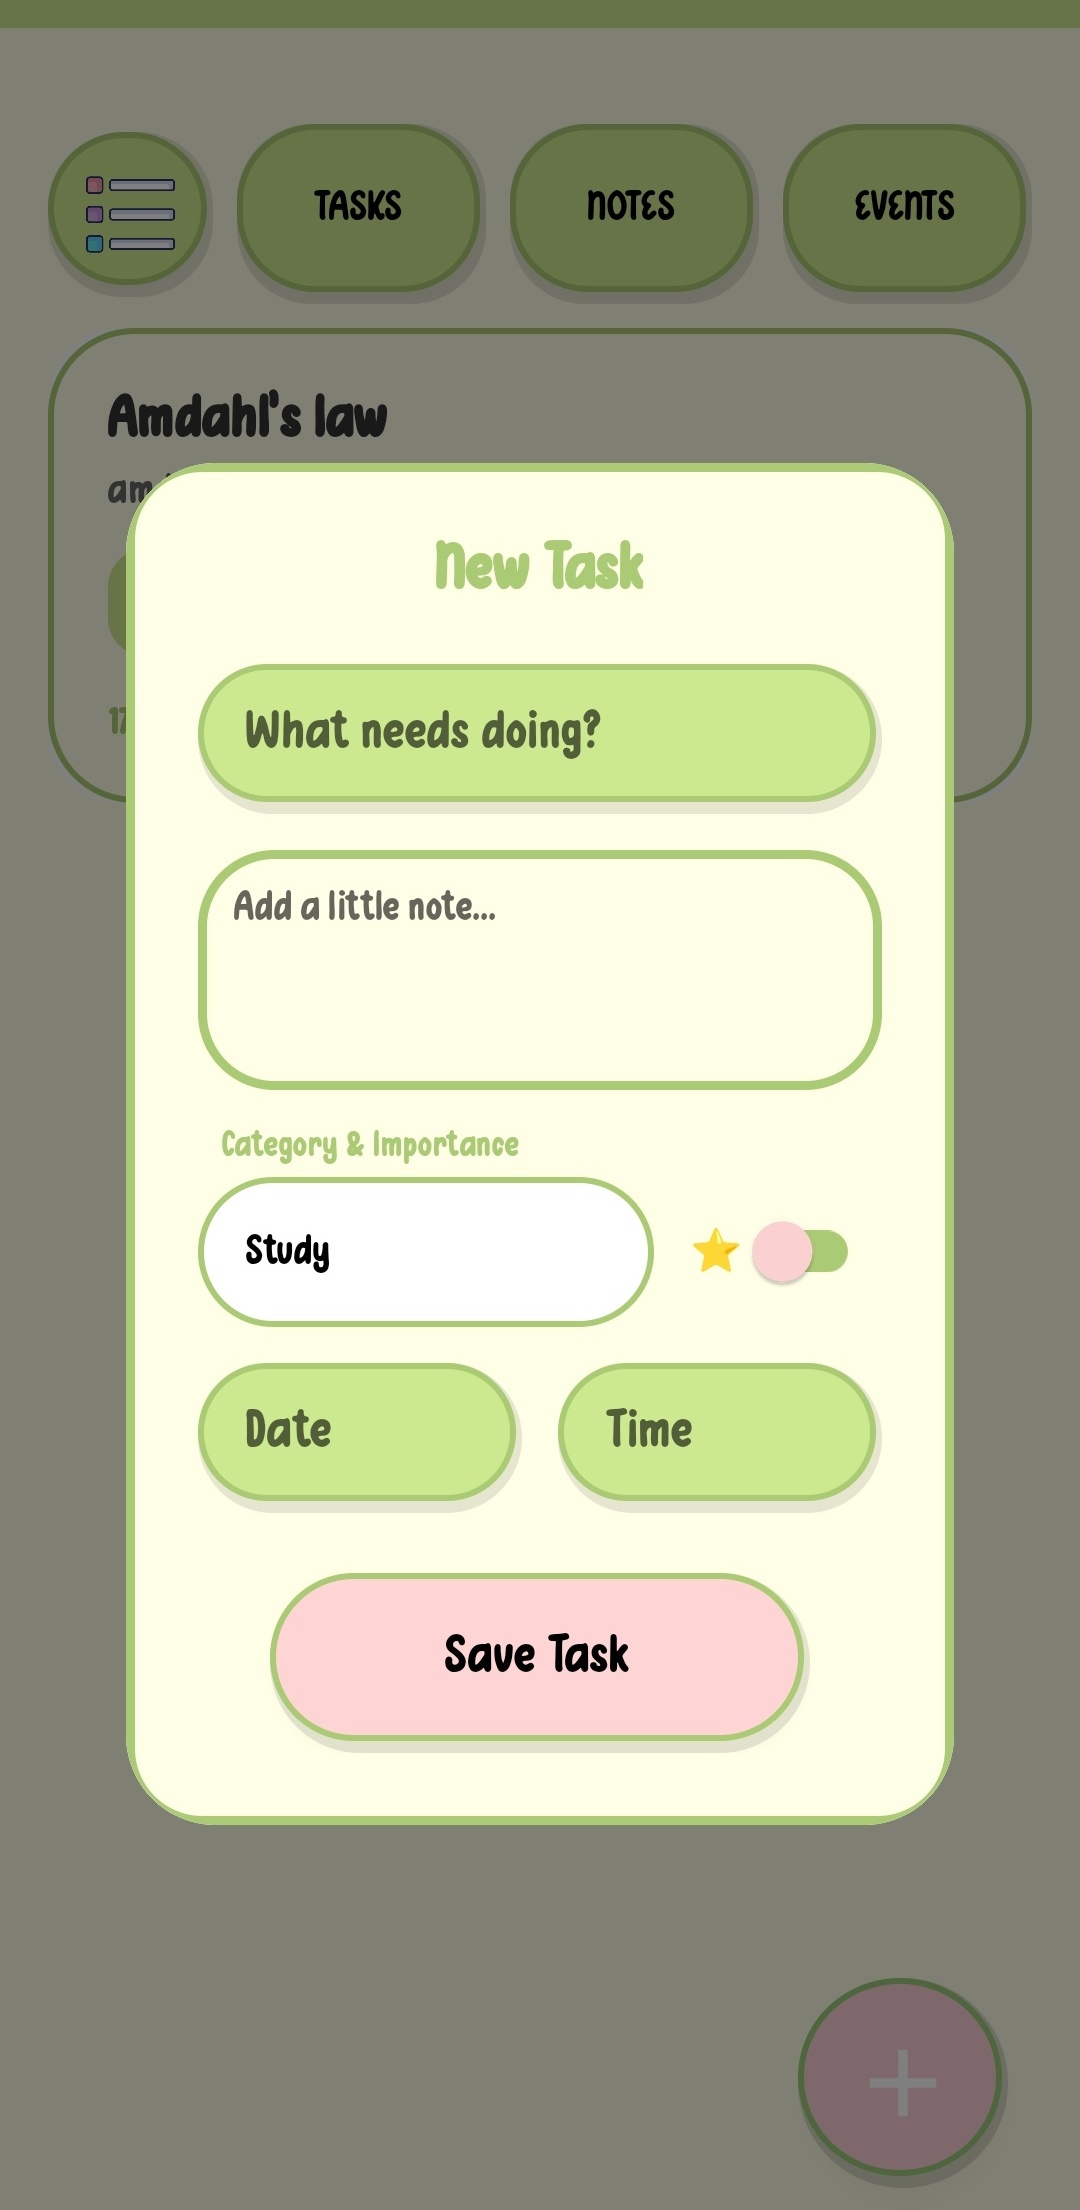 TASKS
NOTES
EVENTS
Amdahl's law
New Task
What needs doing?
Add a little note...
Category & Importance
Study
Date
Time
Save Task